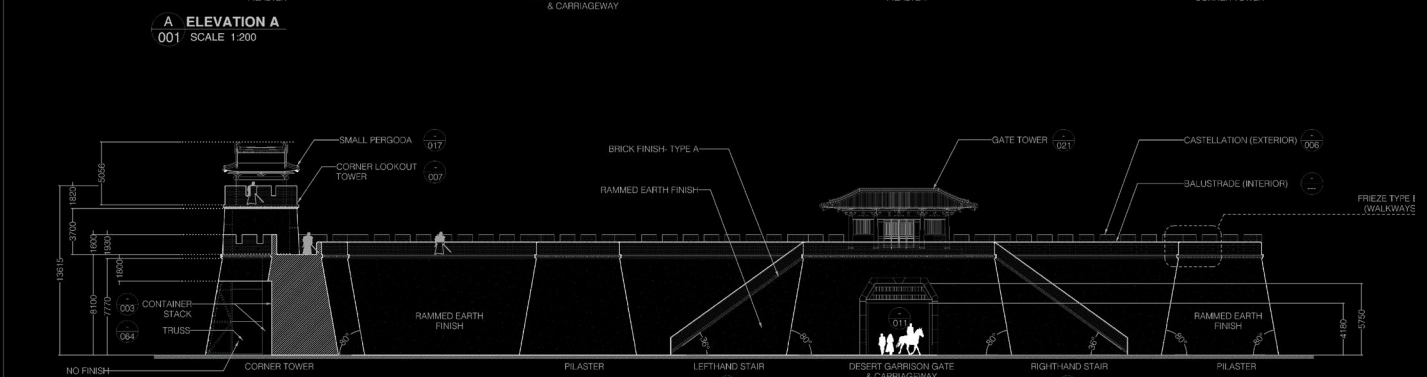 & CARRIAGEWAY
A
001
ELEVATION A
SCALE 1:200
SMALL PERGODA
-
017
CORNER LOOKOUT
TOWER
-
007
BRICK FINISH- TYPE A
RAMMED EARTH FINISH
GATE TOWER
-
021
CASTELLATION (EXTERIOR)
-
006
BALUSTRADE (INTERIOR)
-
---
FRIEZE TYPE
(WALKWAYS
5056
1820
3700
1600
1930
1800
13615
8100
7770
-
003
CONTAINER
STACK
-
064
TRUSS
NO FINISH
RAMMED EARTH
FINISH
-
011
RAMMED EARTH
FINISH
80°
36°
80°
80°
36°
80°
80°
4180
5750
CORNER TOWER
PILASTER
LEFTHAND STAIR
DESERT GARRISON GATE
& CARRIAGEWAY
RIGHTHAND STAIR
PILASTER